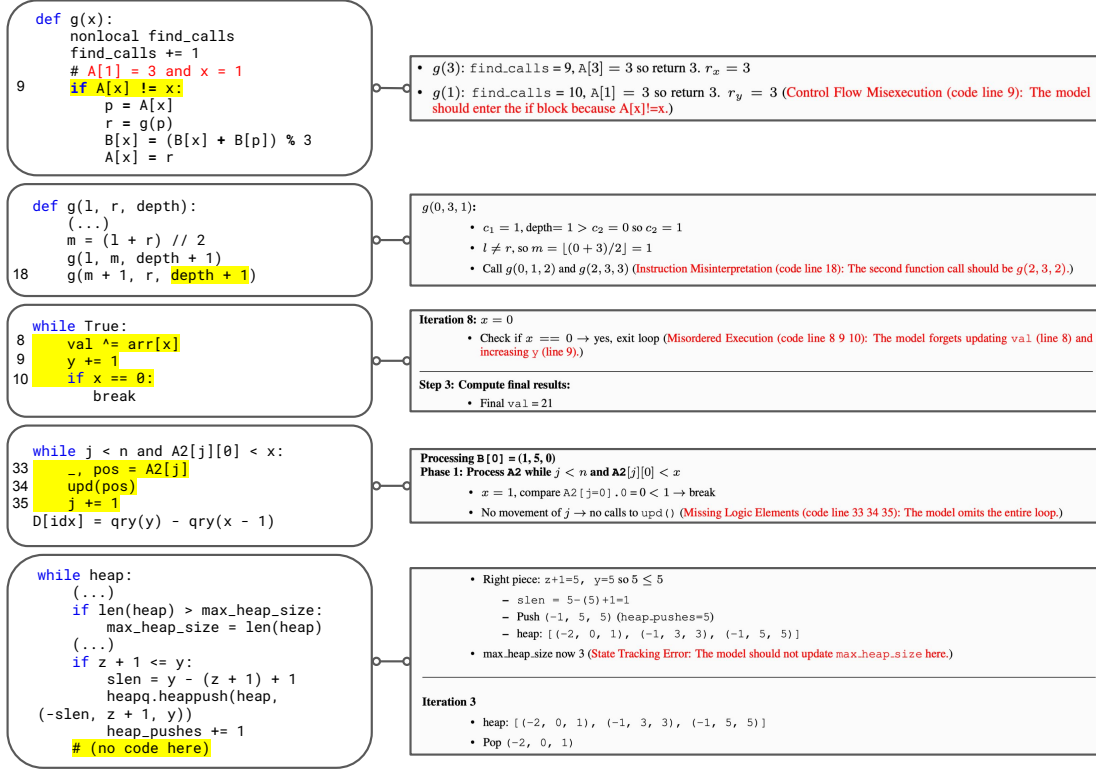 def g(x):
nonlocal find_calls
find_calls += 1
# A[1] = 3 and x = 1
9 if A[x] != x:
p = A[x]
r = g(p)
B[x] = (B[x] + B[p]) % 3
A[x] = r
• g(3): find_calls = 9, A[3] = 3 so return 3. r_x = 3
• g(1): find_calls = 10, A[1] = 3 so return 3. r_y = 3 (Control Flow Misexecution (code line 9): The model
should enter the if block because A[x]!=x.)
def g(l, r, depth):
(...)
m = (l + r) // 2
g(l, m, depth + 1)
18 g(m + 1, r, depth + 1)
g(0, 3, 1):
• c₁ = 1, depth= 1 > c₂ = 0 so c₂ = 1
• l ≠ r, so m = ⌊(0 + 3)/2⌋ = 1
• Call g(0, 1, 2) and g(2, 3, 3) (Instruction Misinterpretation (code line 18): The second function call should be g(2, 3, 2).)
while True:
8 val ^= arr[x]
9 y += 1
10 if x == 0:
break
Iteration 8: x = 0
• Check if x == 0 → yes, exit loop (Misordered Execution (code line 8 9 10): The model forgets updating val (line 8) and
increasing y (line 9).)
Step 3: Compute final results:
• Final val = 21
while j < n and A2[j][0] < x:
33 _, pos = A2[j]
34 upd(pos)
35 j += 1
D[idx] = qry(y) - qry(x - 1)
Processing B[0] = (1, 5, 0)
Phase 1: Process A2 while j < n and A2[j][0] < x
• x = 1, compare A2[j=0].0 = 0 < 1 → break
• No movement of j → no calls to upd() (Missing Logic Elements (code line 33 34 35): The model omits the entire loop.)
while heap:
(...)
if len(heap) > max_heap_size:
max_heap_size = len(heap)
(...)
if z + 1 <= y:
slen = y - (z + 1) + 1
heapq.heappush(heap,
(-slen, z + 1, y))
heap_pushes += 1
# (no code here)
• Right piece: z+1=5, y=5 so 5 ≤ 5
– slen = 5-(5)+1=1
– Push (-1, 5, 5) (heap_pushes=5)
– heap: [(-2, 0, 1), (-1, 3, 3), (-1, 5, 5)]
• max_heap_size now 3 (State Tracking Error: The model should not update max_heap_size here.)
Iteration 3
• heap: [(-2, 0, 1), (-1, 3, 3), (-1, 5, 5)]
• Pop (-2, 0, 1)